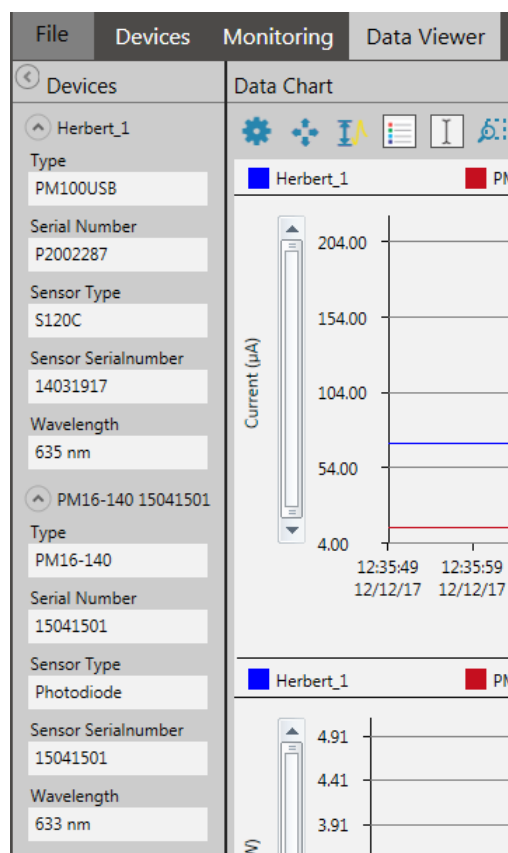 File Devices Monitoring Data Viewer
Devices
Herbert_1
Type
PM100USB
Serial Number
P2002287
Sensor Type
S120C
Sensor Serialnumber
14031917
Wavelength
635 nm
PM16-140 15041501
Type
PM16-140
Serial Number
15041501
Sensor Type
Photodiode
Sensor Serialnumber
15041501
Wavelength
633 nm
Data Chart
Herbert_1
Current (µA)
204.00
154.00
104.00
54.00
4.00
12:35:49 12:35:59
12/12/17 12/12/17
Herbert_1
4.91
4.41
3.91